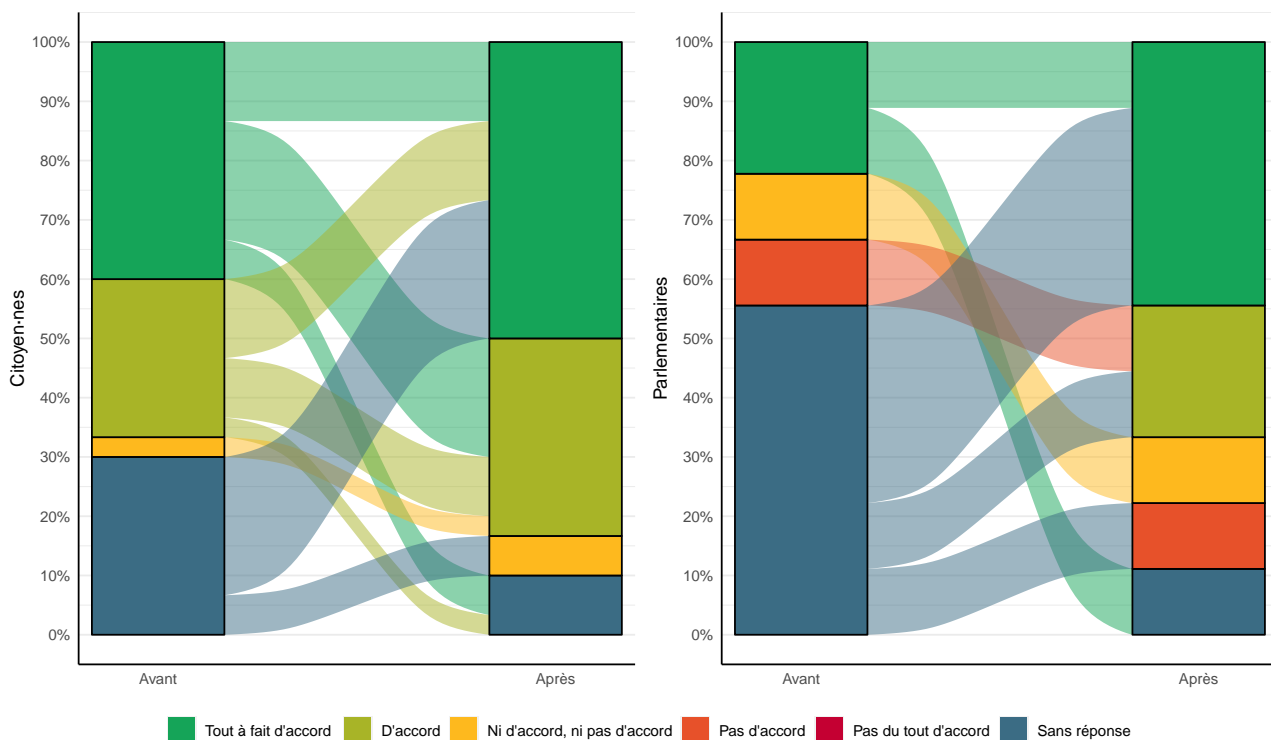 Citoyen·nes
100%
90%
80%
70%
60%
50%
40%
30%
20%
10%
0%
Avant
Après
Parlementaires
100%
90%
80%
70%
60%
50%
40%
30%
20%
10%
0%
Avant
Après
Tout à fait d'accord
D'accord
Ni d'accord, ni pas d'accord
Pas d'accord
Pas du tout d'accord
Sans réponse